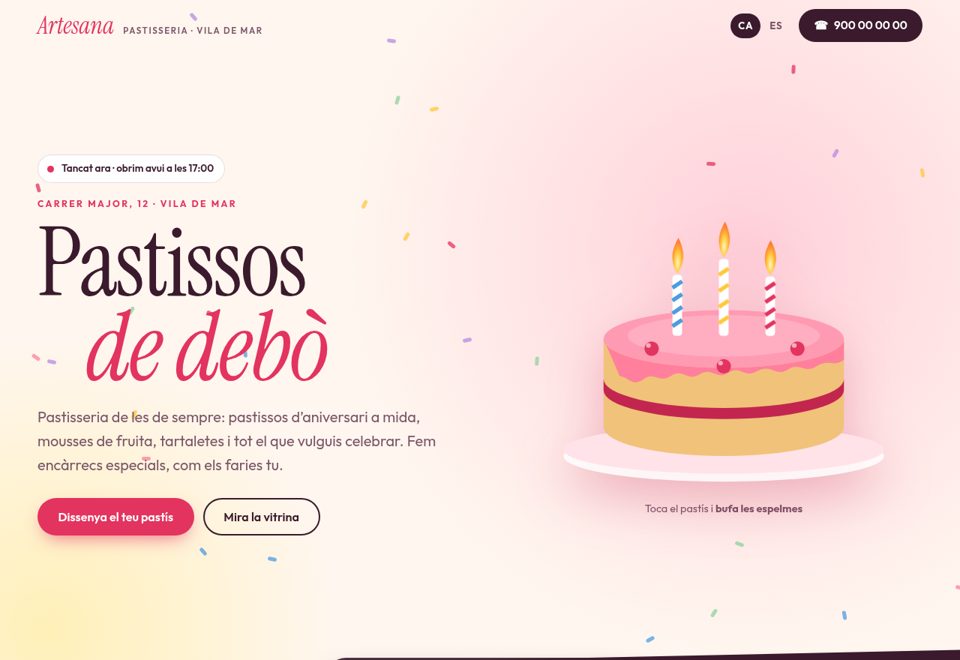 Artesana PASTISSERIA · VILA DE MAR
CA ES ☎ 900 00 00 00
Tancat ara · obrim avui a les 17:00
CARRER MAJOR, 12 · VILA DE MAR
Pastissos
de debò
Pastisseria de les de sempre: pastissos d’aniversari a mida,
mousses de fruita, tartaletes i tot el que vulguis celebrar. Fem
encàrrecs especials, com els faries tu.
Dissenya el teu pastís Mira la vitrina
Toca el pastís i bufa les espelmes